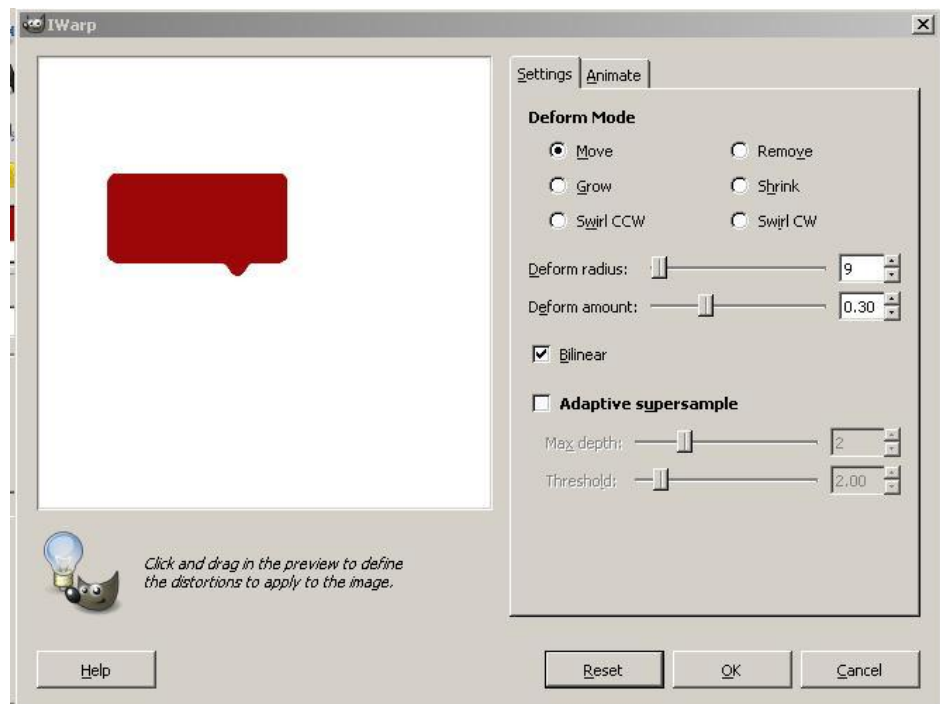 IWarp
Settings Animate
Deform Mode
Move Remove
Grow Shrink
Swirl CCW Swirl CW
Deform radius: 9
Deform amount: 0.30
Bilinear
Adaptive supersample
Max depth: 2
Threshold: 2.00
Click and drag in the preview to define
the distortions to apply to the image.
Help Reset OK Cancel